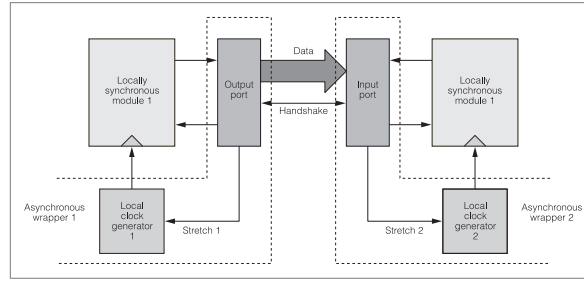 Data
Locally
synchronous
module 1
Output
port
Input
port
Locally
synchronous
module 1
Handshake
Asynchronous
wrapper 1
Local
clock
generator
1
Stretch 1
Stretch 2
Local
clock
generator
2
Asynchronous
wrapper 2